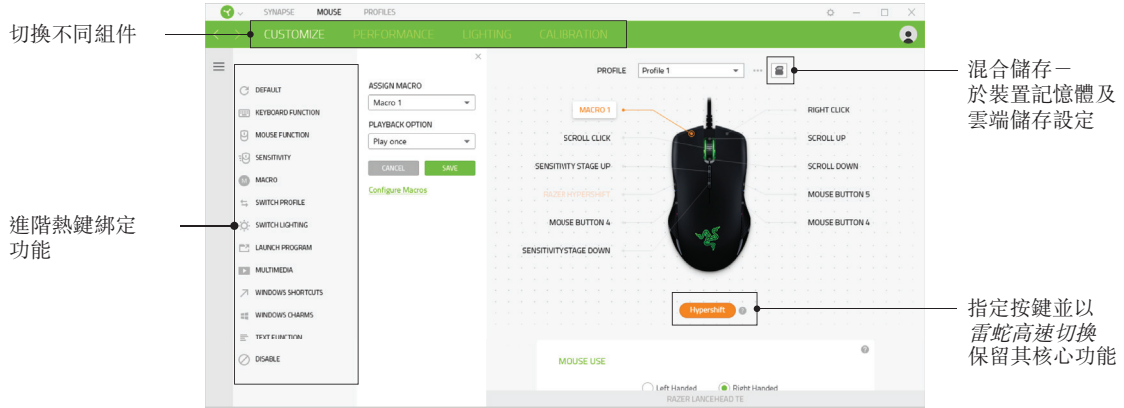 SYNAPSE MOUSE PROFILES
切換不同組件
CUSTOMIZE PERFORMANCE LIGHTING CALIBRATION
DEFAULT
KEYBOARD FUNCTION
MOUSE FUNCTION
SENSITIVITY
MACRO
SWITCH PROFILE
SWITCH LIGHTING
LAUNCH PROGRAM
MULTIMEDIA
WINDOWS SHORTCUTS
WINDOWS CHARMS
TEXT FUNCTION
DISABLE
進階熱鍵綁定
功能
ASSIGN MACRO
Macro 1
PLAYBACK OPTION
Play once
CANCEL SAVE
Configure Macros
PROFILE Profile 1
MACRO 1
SCROLL CLICK
SENSITIVITY STAGE UP
RAZER HYPERSHIFT
MOUSE BUTTON 4
SENSITIVITY STAGE DOWN
RIGHT CLICK
SCROLL UP
SCROLL DOWN
MOUSE BUTTON 5
MOUSE BUTTON 4
Hypershift
MOUSE USE
Left Handed Right Handed
RAZER LANCEHEAD TE
混合儲存－
於裝置記憶體及
雲端儲存設定
指定按鍵並以
雷蛇高速切換
保留其核心功能